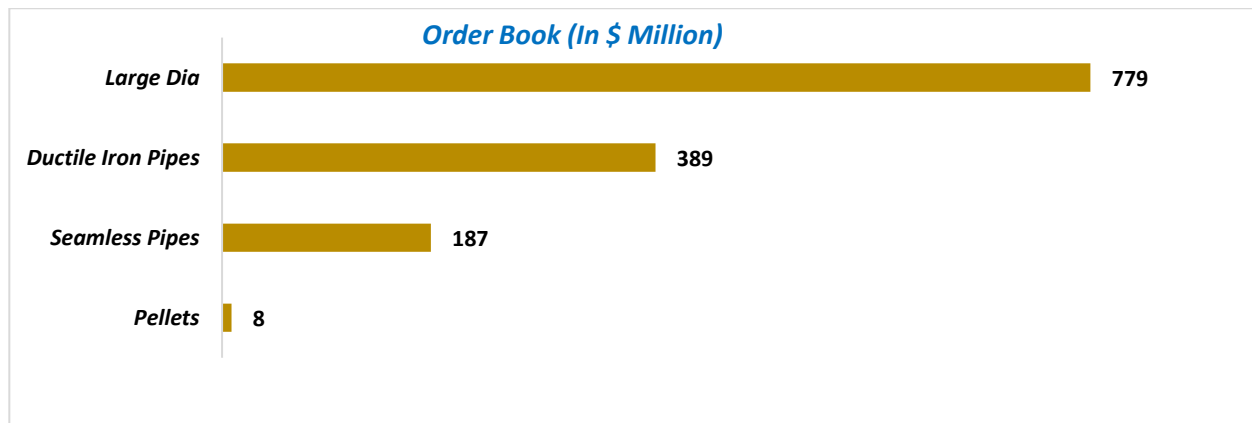 Order Book (In $ Million)
Large Dia 779
Ductile Iron Pipes 389
Seamless Pipes 187
Pellets 8